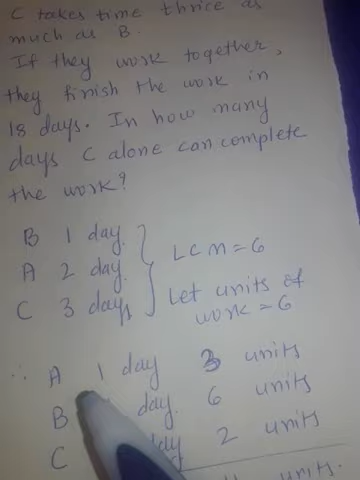 C takes time thrice as
much as B.
If they work together,
they finish the work in
18 days. In how many
days C alone can complete
the work?
B 1 day.
A 2 day.
C 3 days
LCM = 6
Let units of
work = 6
∴ A 1 day 3 units
B day. 6 units
C day. 2 units
units.